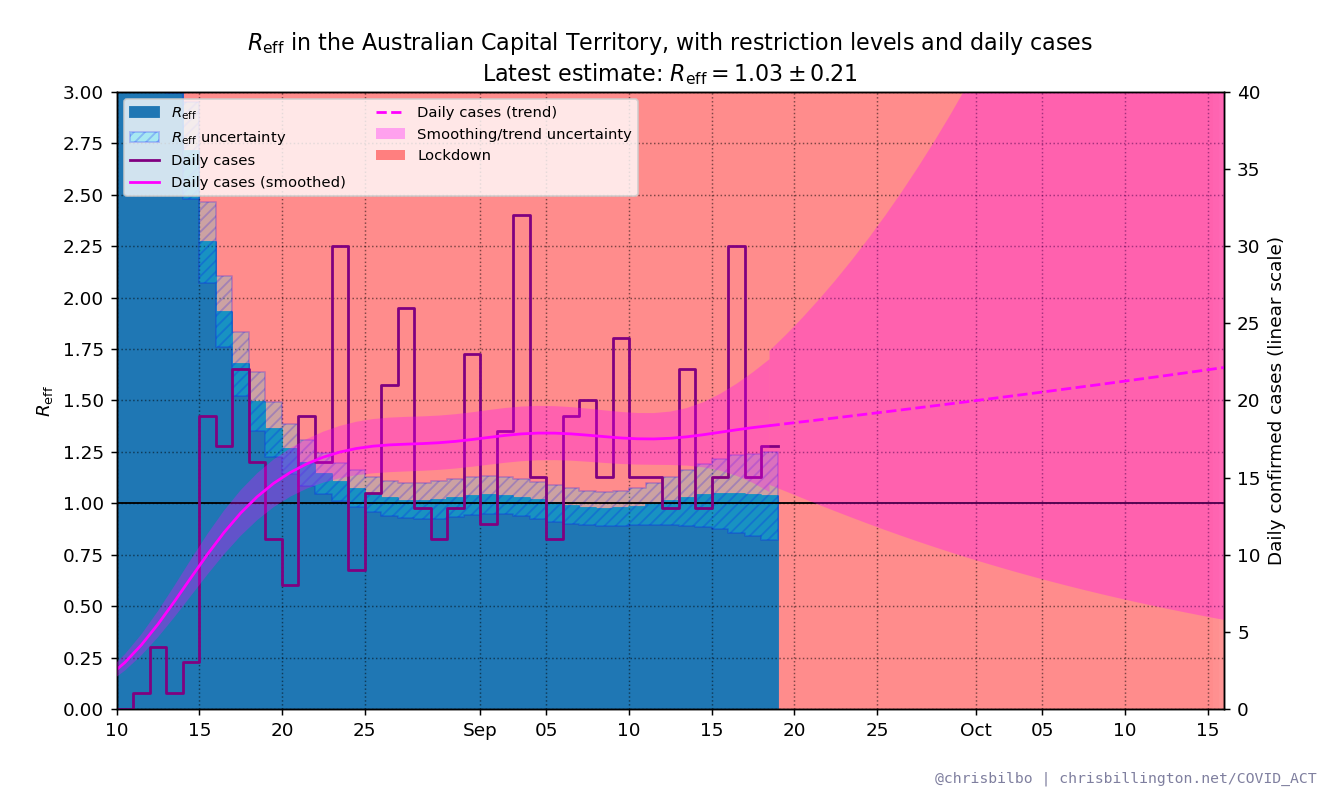 R_eff in the Australian Capital Territory, with restriction levels and daily cases
Latest estimate: R_eff = 1.03 ± 0.21
R_eff
R_eff uncertainty
Daily cases
Daily cases (smoothed)
Daily cases (trend)
Smoothing/trend uncertainty
Lockdown
3.00
2.75
2.50
2.25
2.00
1.75
1.50
1.25
1.00
0.75
0.50
0.25
0.00
R_eff
40
35
30
25
20
15
10
5
0
Daily confirmed cases (linear scale)
10 15 20 25 Sep 05 10 15 20 25 Oct 05 10 15
@chrisbilbo | chrisbillington.net/COVID_ACT